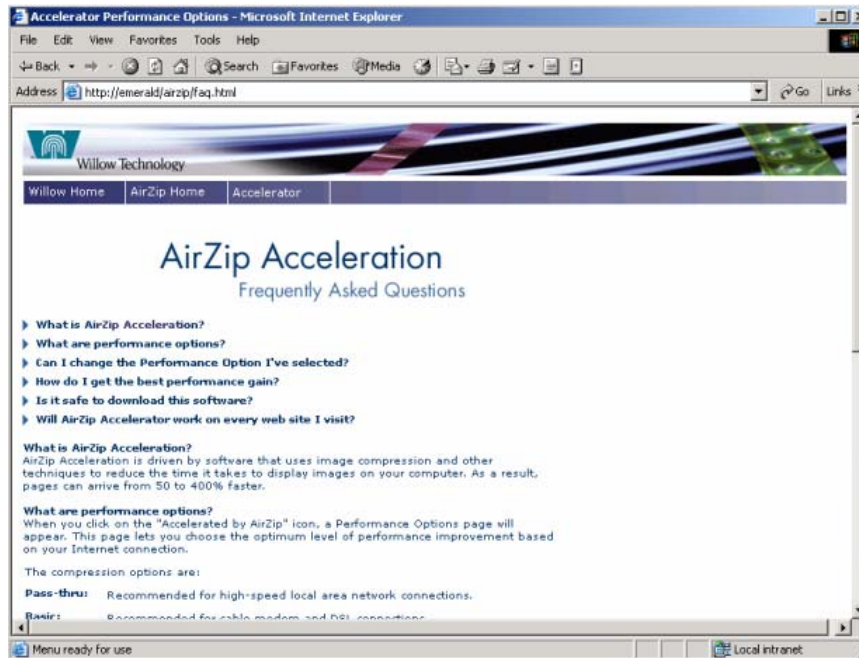 Accelerator Performance Options - Microsoft Internet Explorer
File Edit View Favorites Tools Help
Back Search Favorites Media
Address http://emerald/airzip/faq.html Go Links
Willow Technology
Willow Home AirZip Home Accelerator
AirZip Acceleration
Frequently Asked Questions
What is AirZip Acceleration?
What are performance options?
Can I change the Performance Option I've selected?
How do I get the best performance gain?
Is it safe to download this software?
Will AirZip Accelerator work on every web site I visit?
What is AirZip Acceleration?
AirZip Acceleration is driven by software that uses image compression and other
techniques to reduce the time it takes to display images on your computer. As a result,
pages can arrive from 50 to 400% faster.
What are performance options?
When you click on the "Accelerated by AirZip" icon, a Performance Options page will
appear. This page lets you choose the optimum level of performance improvement based
on your Internet connection.
The compression options are:
Pass-thru: Recommended for high-speed local area network connections.
Basic: Recommended for cable modem and DSL connections.
Menu ready for use Local intranet